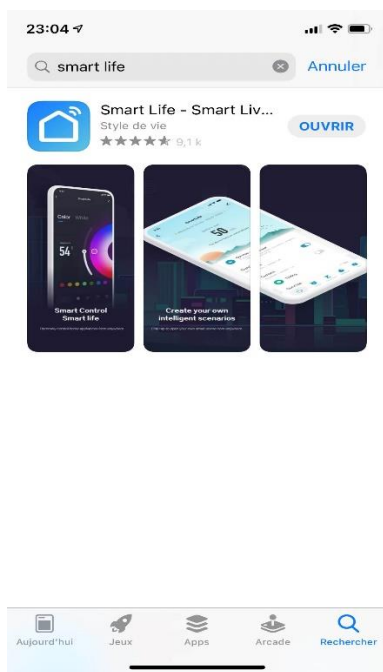 23:04
smart life
Annuler
Smart Life - Smart Liv...
Style de vie
9,1 k
OUVRIR
Color
54
Smart Control
Smart life
50
Create your own
intelligent scenarios
Aujourd'hui
Jeux
Apps
Arcade
Rechercher